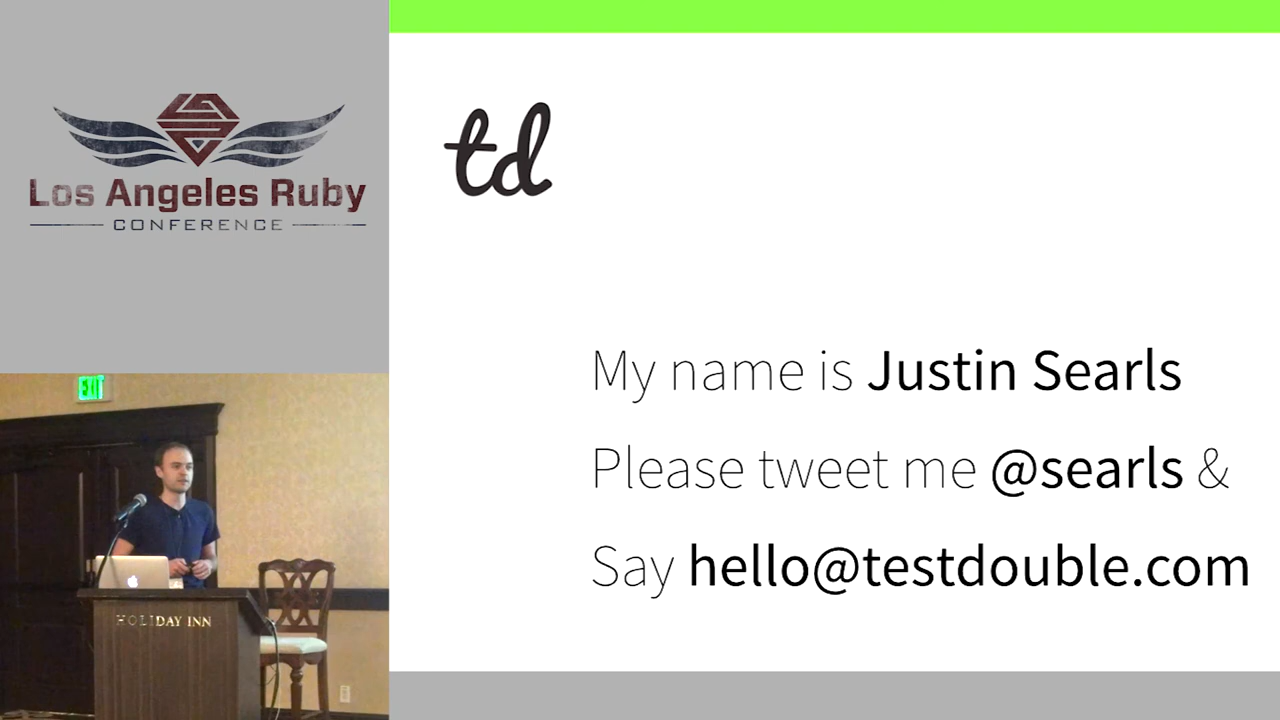 Los Angeles Ruby
CONFERENCE
td
My name is Justin Searls
Please tweet me @searls &
Say hello@testdouble.com
EXIT
HOLIDAY INN